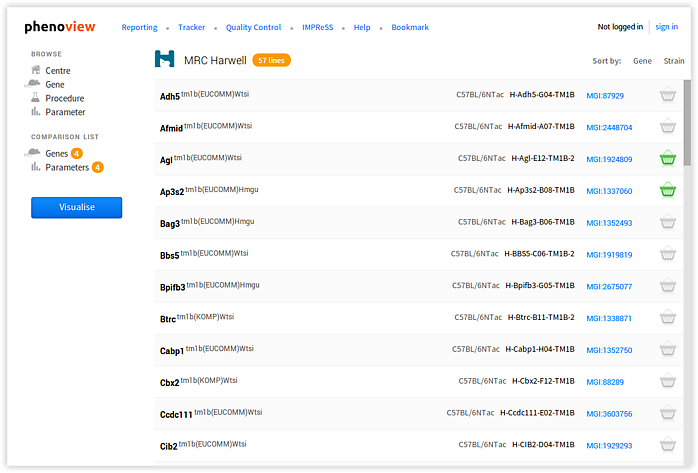 phenoview Reporting Tracker Quality Control IMPReSS Help Bookmark Not logged in sign in
BROWSE
Centre
Gene
Procedure
Parameter
COMPARISON LIST
Genes 4
Parameters 4
Visualise
MRC Harwell 57 lines Sort by: Gene Strain
Adh5 tm1b(EUCOMM)Wtsi C57BL/6NTac H-Adh5-G04-TM1B MGI:87929
Afmid tm1b(EUCOMM)Wtsi C57BL/6NTac H-Afmid-A07-TM1B MGI:2448704
Agl tm1b(EUCOMM)Wtsi C57BL/6NTac H-Agl-E12-TM1B-2 MGI:1924809
Ap3s2 tm1b(EUCOMM)Hmgu C57BL/6NTac H-Ap3s2-B08-TM1B MGI:1337060
Bag3 tm1b(EUCOMM)Hmgu C57BL/6NTac H-Bag3-B06-TM1B MGI:1352493
Bbs5 tm1b(EUCOMM)Wtsi C57BL/6NTac H-BBS5-C06-TM1B-2 MGI:1919819
Bpifb3 tm1b(EUCOMM)Hmgu C57BL/6NTac H-Bpifb3-G05-TM1B MGI:2675077
Btrc tm1b(KOMP)Wtsi C57BL/6NTac H-Btrc-B11-TM1B-2 MGI:1338871
Cabp1 tm1b(EUCOMM)Wtsi C57BL/6NTac H-Cabp1-H04-TM1B MGI:1352750
Cbx2 tm1b(KOMP)Wtsi C57BL/6NTac H-Cbx2-F12-TM1B MGI:88289
Ccdc111 tm1b(EUCOMM)Wtsi C57BL/6NTac H-Ccdc111-E02-TM1B MGI:3603756
Cib2 tm1b(EUCOMM)Wtsi C57BL/6NTac H-CIB2-D04-TM1B MGI:1929293